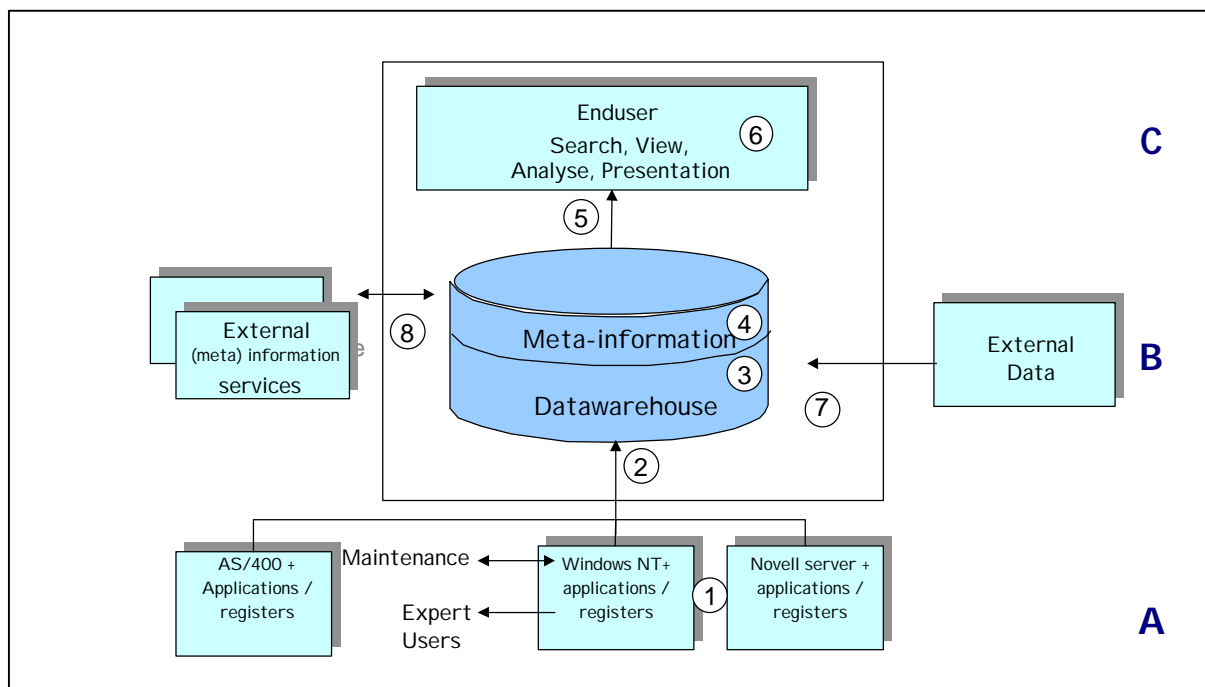 Enduser
6
C
Search, View,
Analyse, Presentation
5
External
(meta) information
services
e
8
4
Meta-information
3
Datawarehouse
External
Data
B
7
2
AS/400 +
Applications /
registers
Maintenance
Expert
Users
Windows NT+
applications /
registers
1
Novell server +
applications /
registers
A